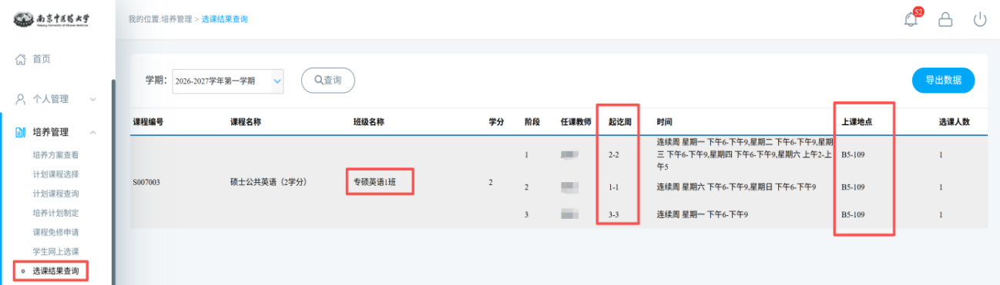 南京中医药大学
Nanjing University of Chinese Medicine
我的位置:培养管理 > 选课结果查询
52
首页
学期: 2026-2027学年第一学期 查询
导出数据
个人管理
培养管理
培养方案查看
计划课程选择
计划课程查询
培养计划制定
课程免修申请
学生网上选课
选课结果查询
课程编号 课程名称 班级名称 学分 阶段 任课教师 起讫周 时间 上课地点 选课人数
S007003 硕士公共英语（2学分） 专硕英语1班 2
1 2-2 连续周 星期一 下午6-下午9,星期二 下午6-下午9,星期
三 下午6-下午9,星期四 下午6-下午9,星期六 上午2-上
午5
B5-109 1
2 1-1 连续周 星期六 下午6-下午9,星期日 下午6-下午9 B5-109 1
3 3-3 连续周 星期一 下午6-下午9 B5-109 1